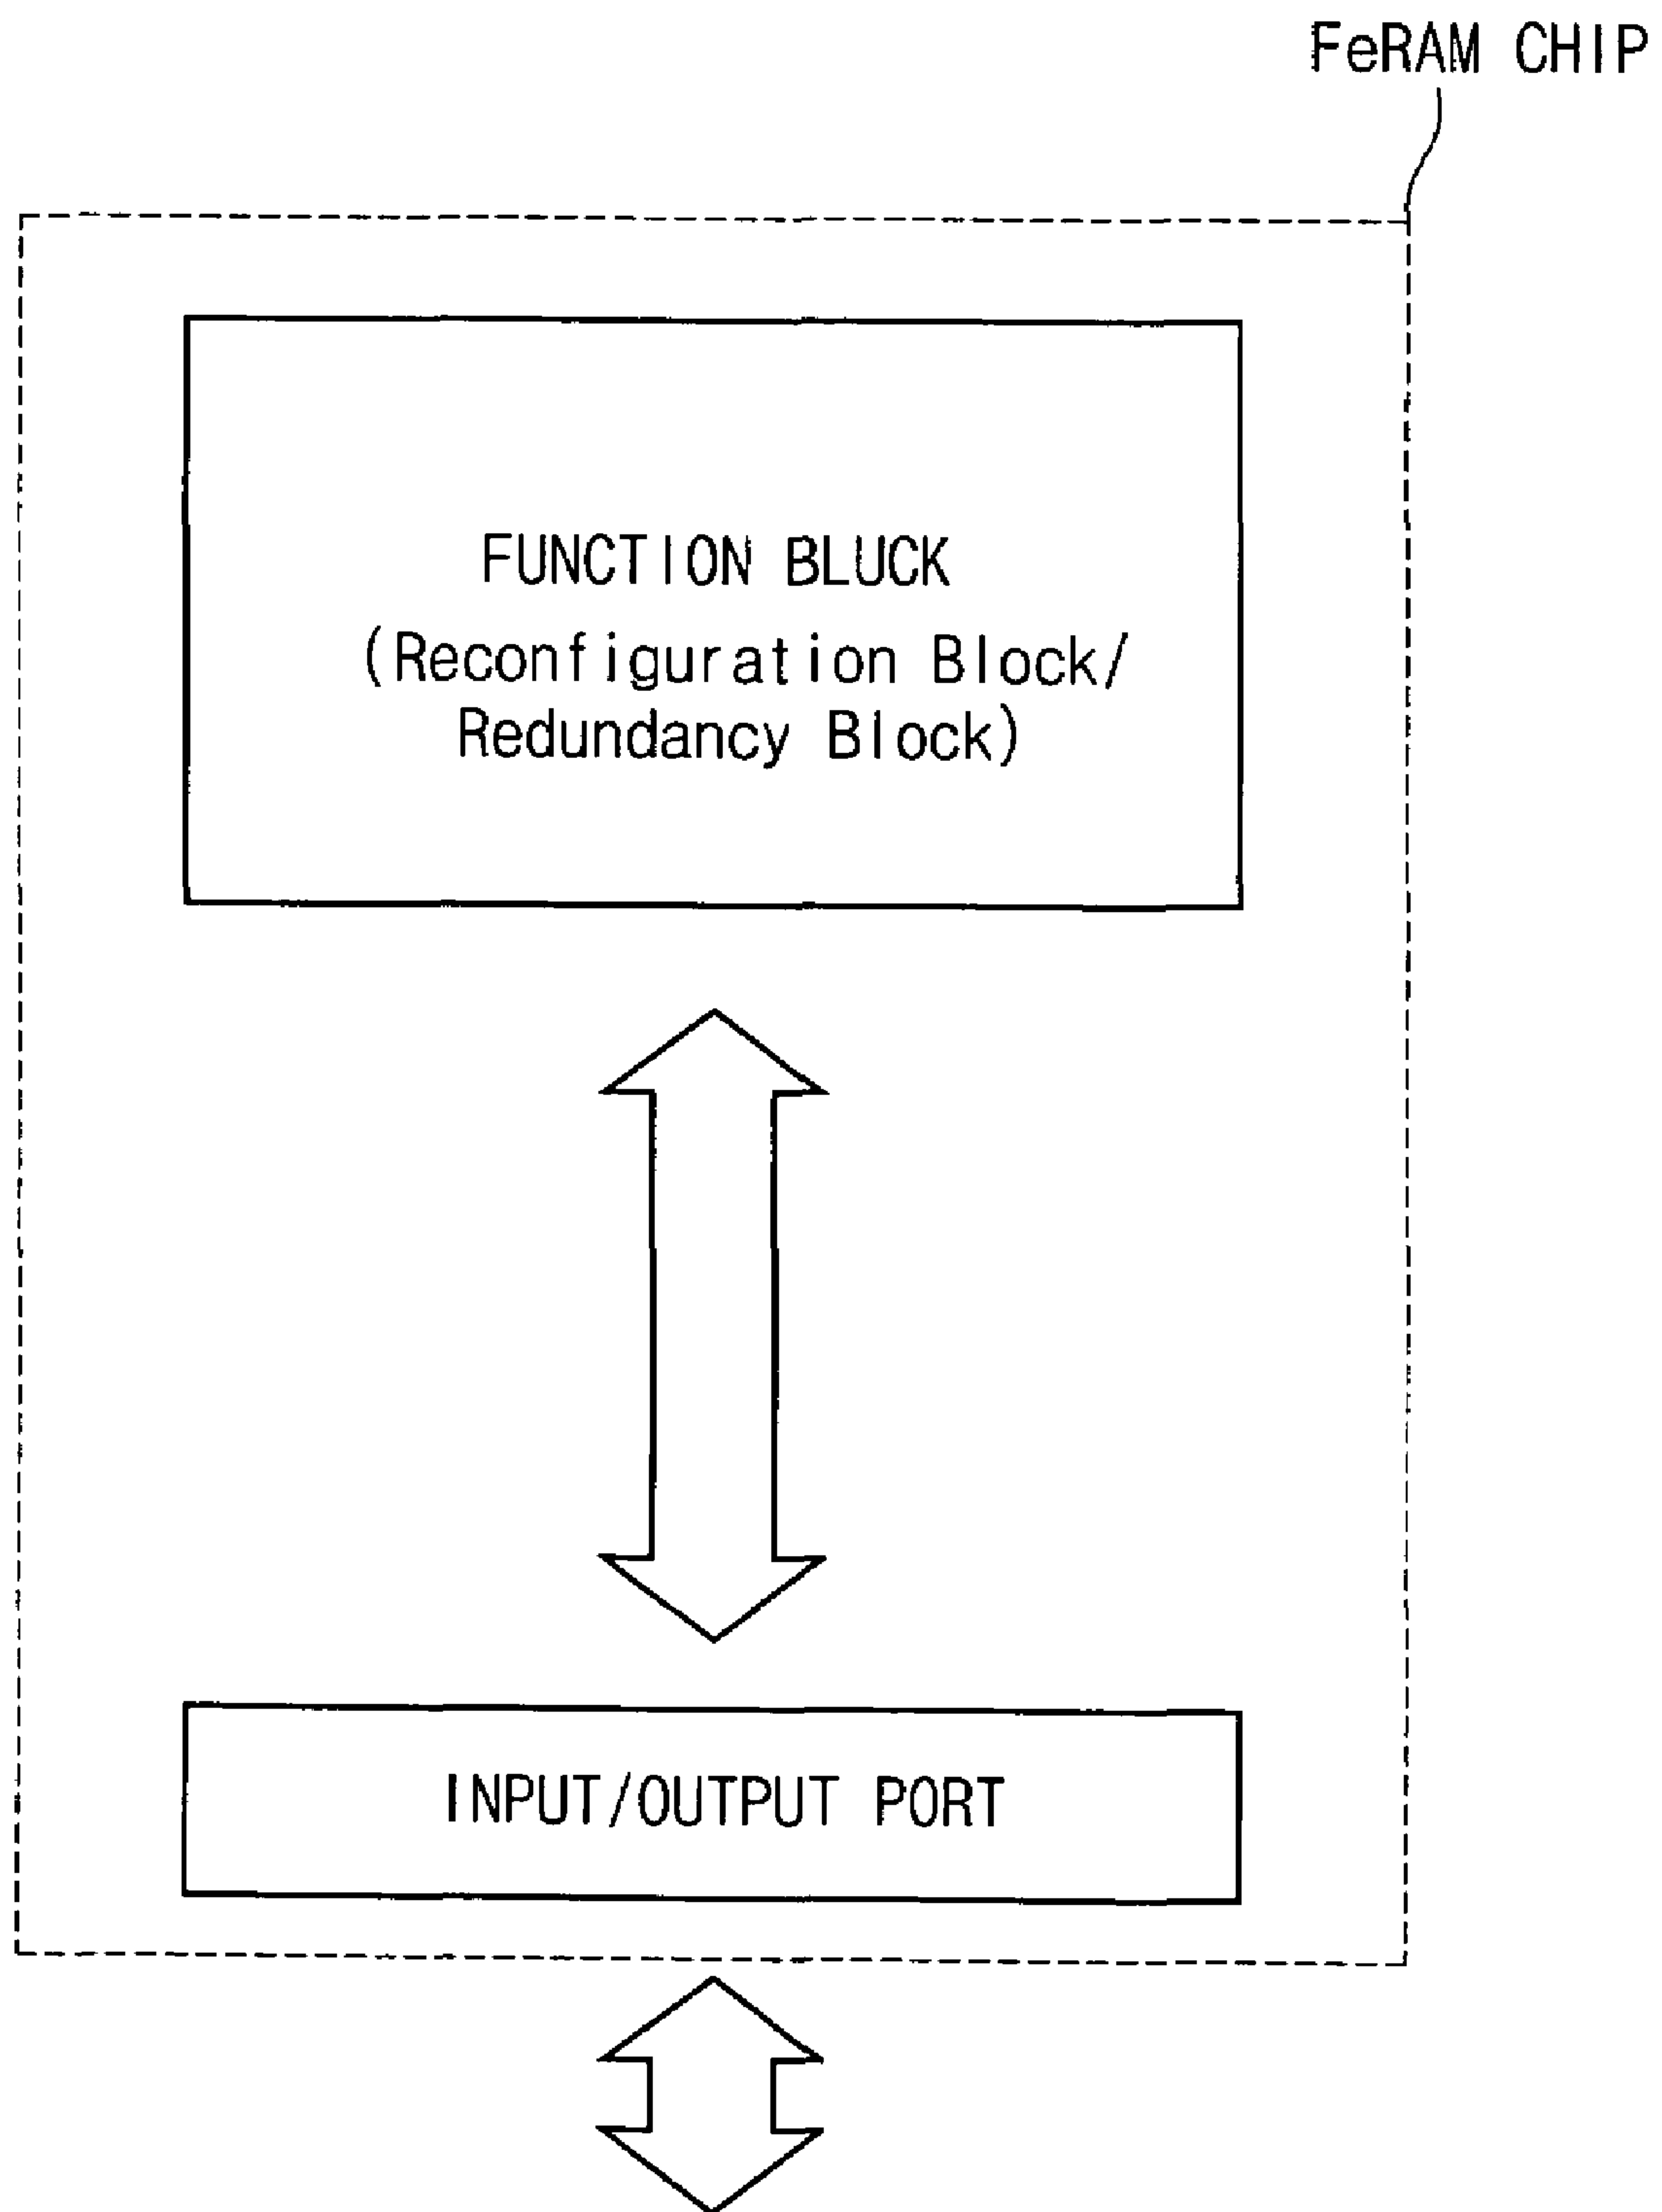 FeRAM CHIP
FUNCTION BLUCK
(Reconfiguration Block/
Redundancy Block)
INPUT/OUTPUT PORT